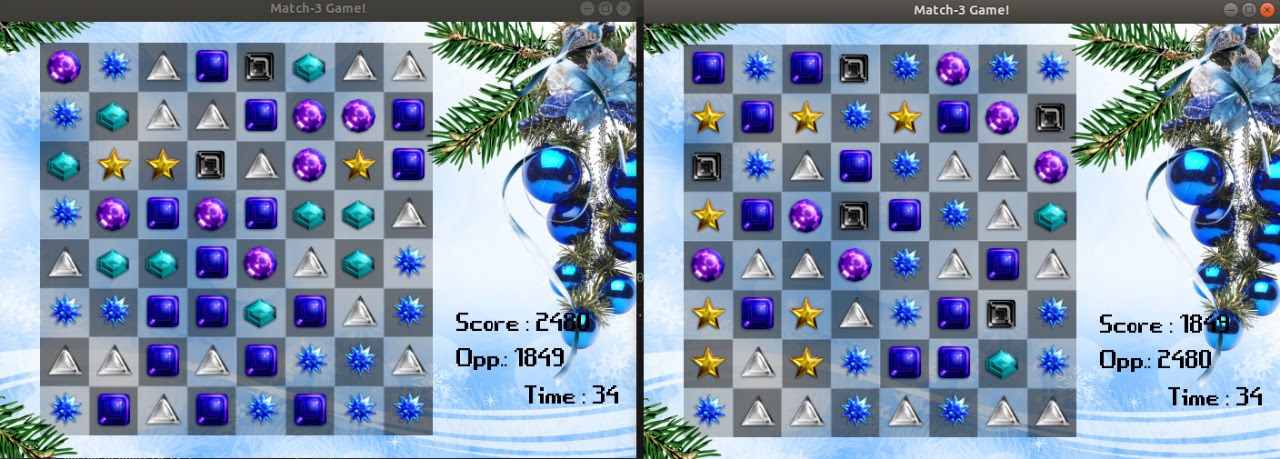 Match-3 Game!
Score : 2480
Opp.: 1849
Time : 34
Match-3 Game!
Score : 1849
Opp.: 2480
Time : 34